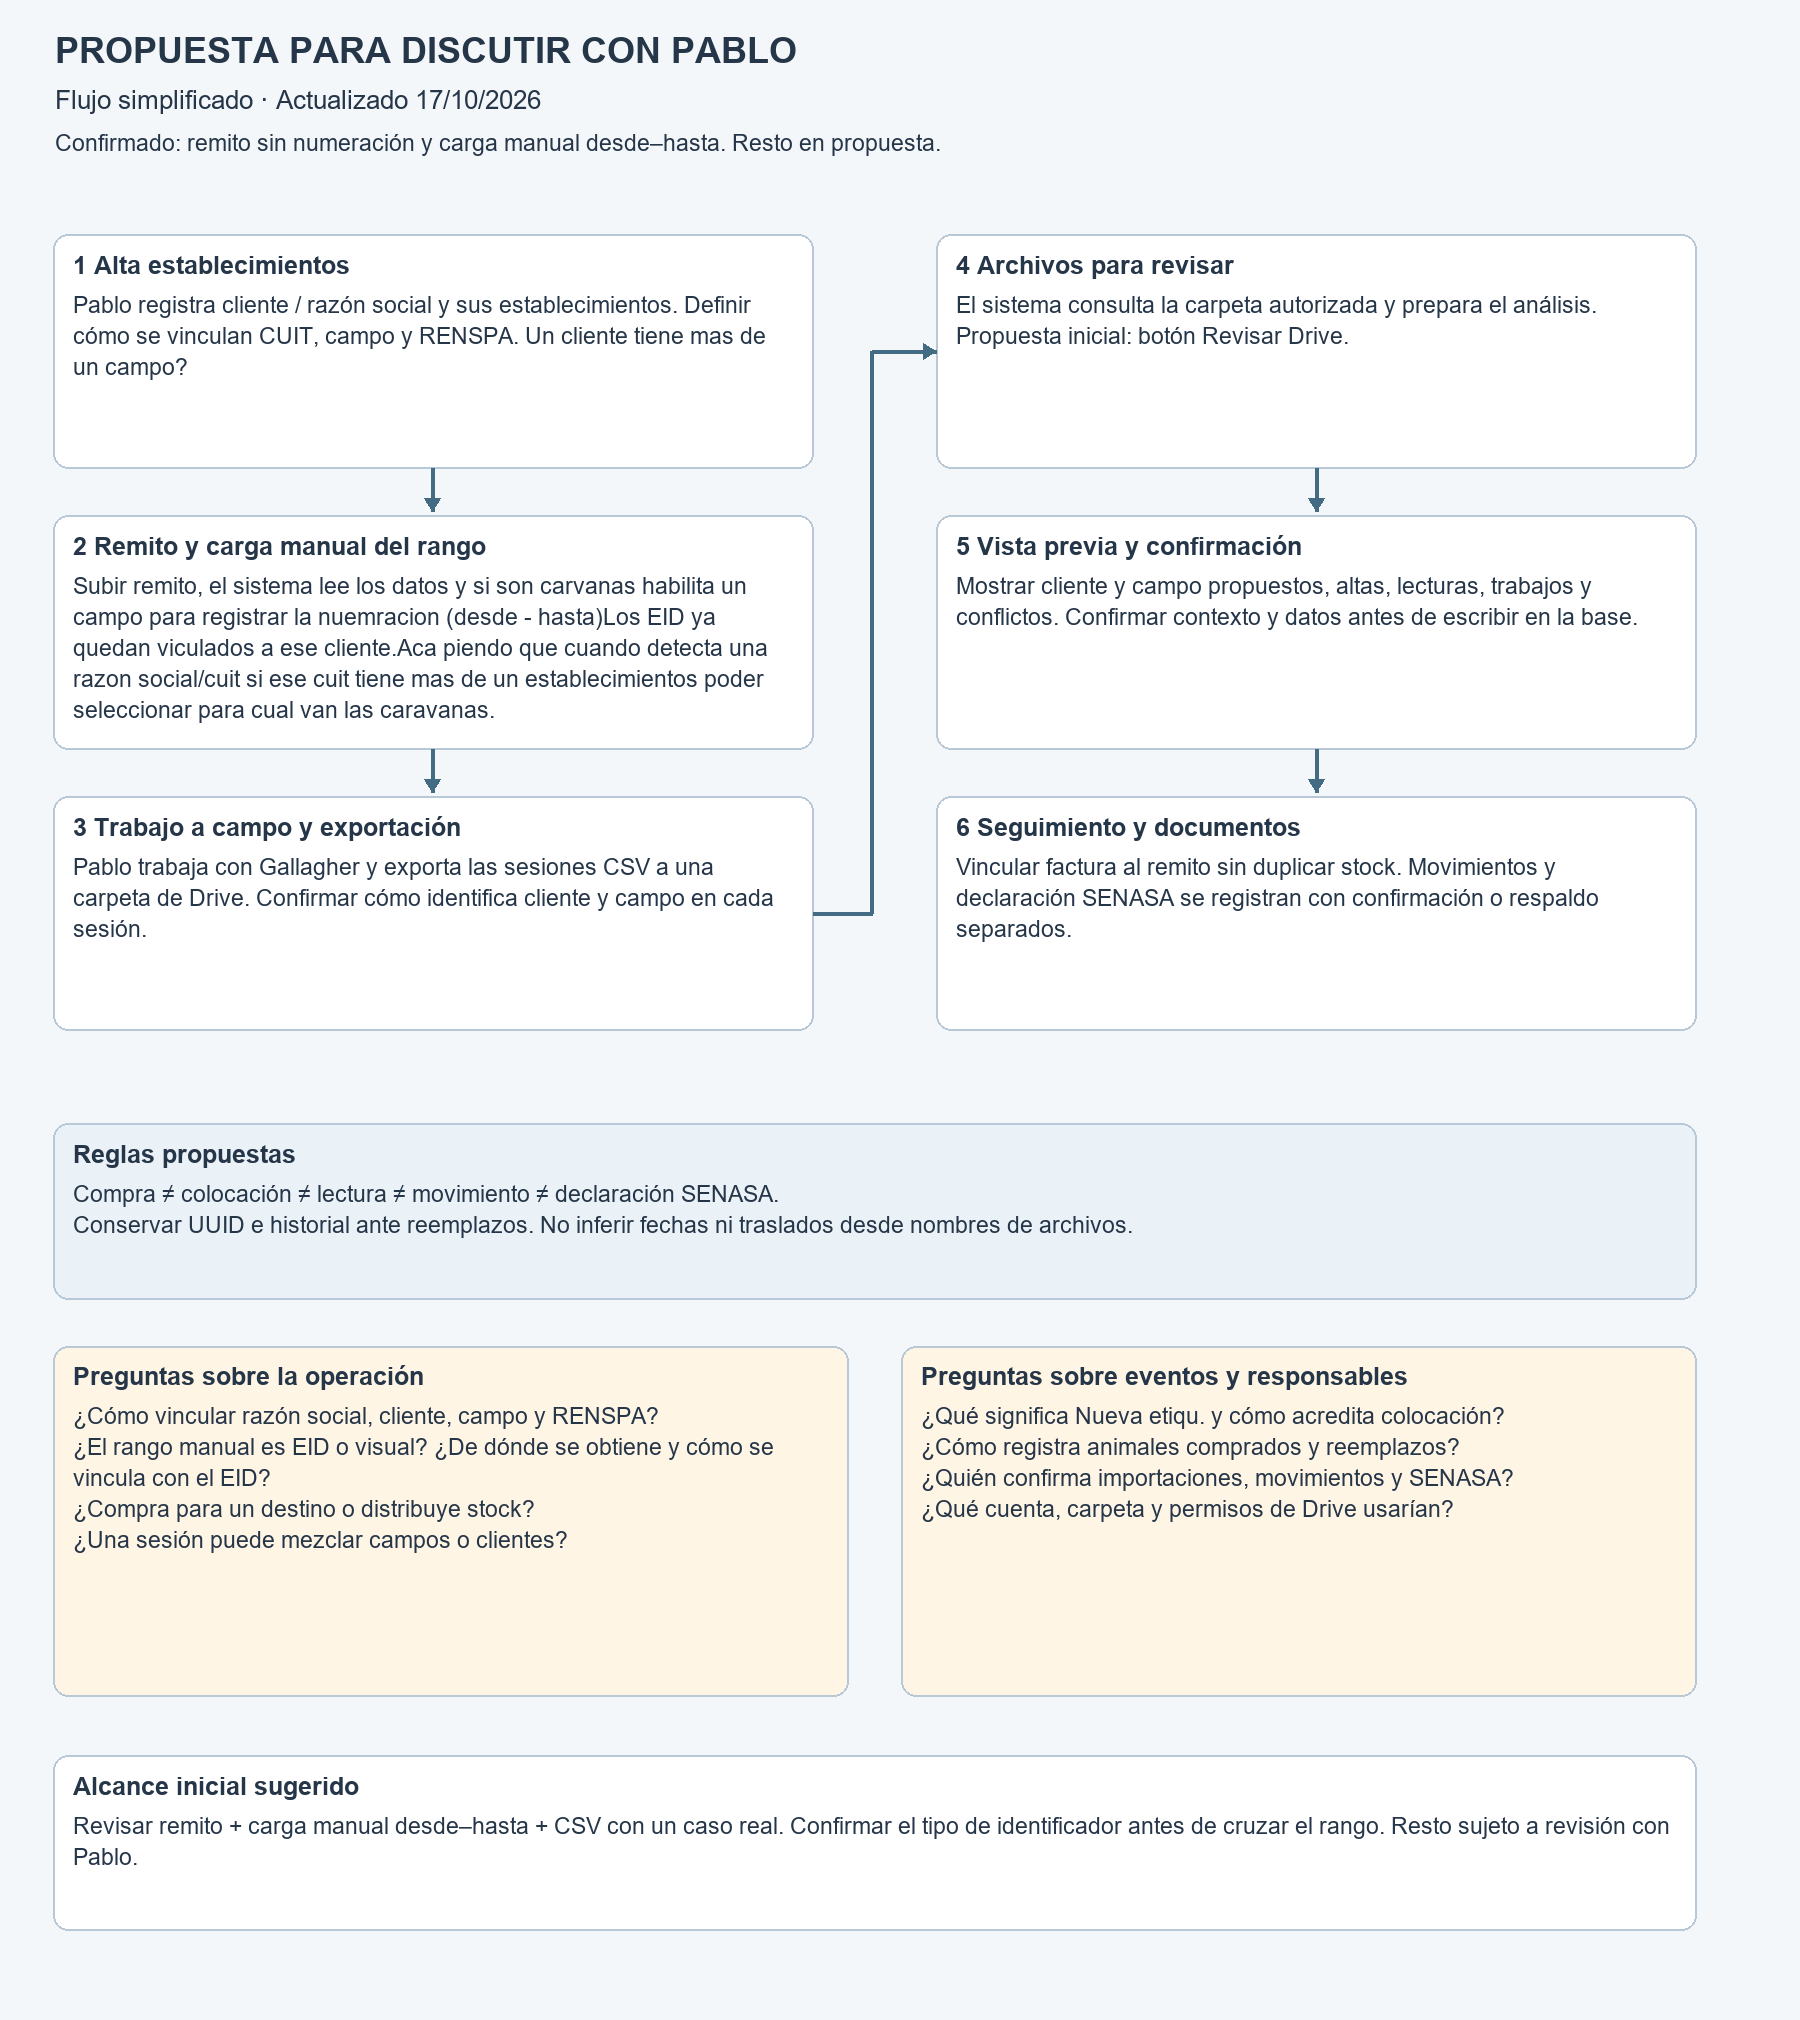 PROPUESTA PARA DISCUTIR CON PABLO
Flujo simplificado · Actualizado 17/10/2026
Confirmado: remito sin numeración y carga manual desde–hasta. Resto en propuesta.
1 Alta establecimientos
Pablo registra cliente / razón social y sus establecimientos. Definir
cómo se vinculan CUIT, campo y RENSPA. Un cliente tiene mas de
un campo?
2 Remito y carga manual del rango
Subir remito, el sistema lee los datos y si son carvanas habilita un
campo para registrar la nuemracion (desde - hasta)Los EID ya
quedan viculados a ese cliente.Aca piendo que cuando detecta una
razon social/cuit si ese cuit tiene mas de un establecimientos poder
seleccionar para cual van las caravanas.
3 Trabajo a campo y exportación
Pablo trabaja con Gallagher y exporta las sesiones CSV a una
carpeta de Drive. Confirmar cómo identifica cliente y campo en cada
sesión.
4 Archivos para revisar
El sistema consulta la carpeta autorizada y prepara el análisis.
Propuesta inicial: botón Revisar Drive.
5 Vista previa y confirmación
Mostrar cliente y campo propuestos, altas, lecturas, trabajos y
conflictos. Confirmar contexto y datos antes de escribir en la base.
6 Seguimiento y documentos
Vincular factura al remito sin duplicar stock. Movimientos y
declaración SENASA se registran con confirmación o respaldo
separados.
Reglas propuestas
Compra ≠ colocación ≠ lectura ≠ movimiento ≠ declaración SENASA.
Conservar UUID e historial ante reemplazos. No inferir fechas ni traslados desde nombres de archivos.
Preguntas sobre la operación
¿Cómo vincular razón social, cliente, campo y RENSPA?
¿El rango manual es EID o visual? ¿De dónde se obtiene y cómo se
vincula con el EID?
¿Compra para un destino o distribuye stock?
¿Una sesión puede mezclar campos o clientes?
Preguntas sobre eventos y responsables
¿Qué significa Nueva etiqu. y cómo acredita colocación?
¿Cómo registra animales comprados y reemplazos?
¿Quién confirma importaciones, movimientos y SENASA?
¿Qué cuenta, carpeta y permisos de Drive usarían?
Alcance inicial sugerido
Revisar remito + carga manual desde–hasta + CSV con un caso real. Confirmar el tipo de identificador antes de cruzar el rango. Resto sujeto a revisión con
Pablo.